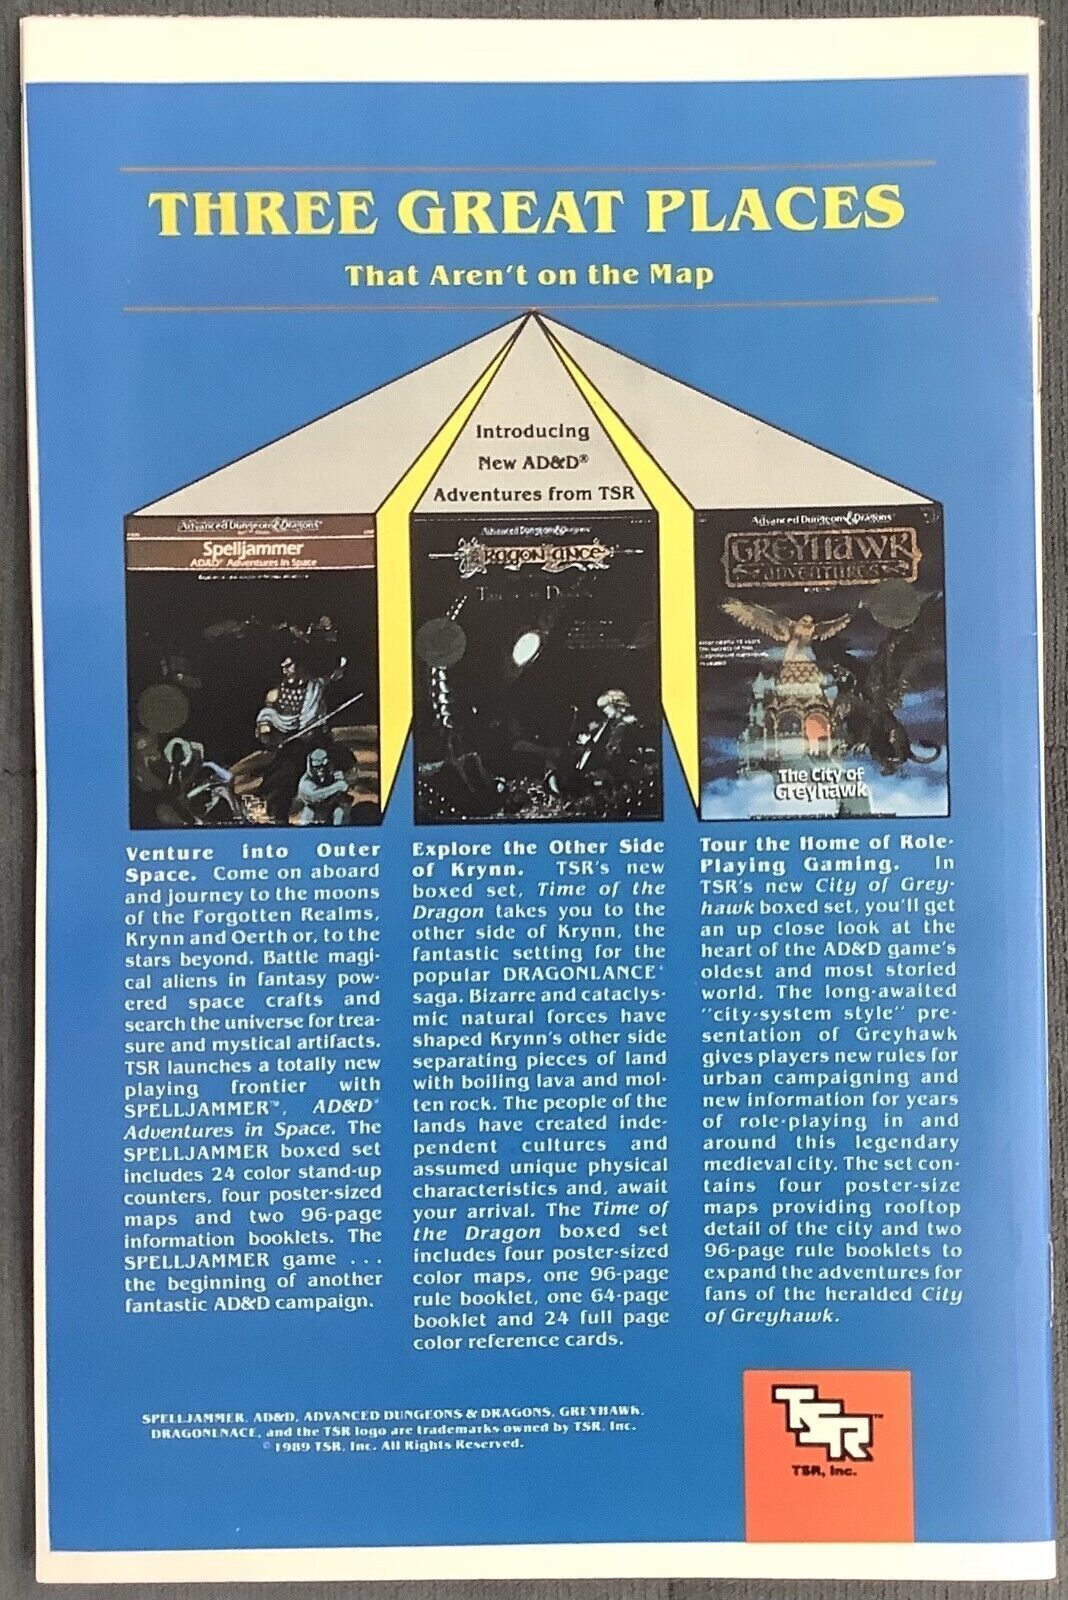 THREE GREAT PLACES
That Aren't on the Map
Introducing
New AD&D®
Adventures from TSR
Advanced Dungeons & Dragons
Spelljammer
AD&D® Adventures In Space
Advanced Dungeons & Dragons
DRAGONLANCE
Advanced Dungeons & Dragons
GREYHAWK
ADVENTURES
The City of
Greyhawk
Venture into Outer
Space. Come on aboard
and journey to the moons
of the Forgotten Realms,
Krynn and Oerth or, to the
stars beyond. Battle magi-
cal aliens in fantasy pow-
ered space crafts and
search the universe for trea-
sure and mystical artifacts.
TSR launches a totally new
playing frontier with
SPELLJAMMER™, AD&D®
Adventures in Space. The
SPELLJAMMER boxed set
includes 24 color stand-up
counters, four poster-sized
maps and two 96-page
information booklets. The
SPELLJAMMER game . . .
the beginning of another
fantastic AD&D campaign.
Explore the Other Side
of Krynn. TSR's new
boxed set, Time of the
Dragon takes you to the
other side of Krynn, the
fantastic setting for the
popular DRAGONLANCE®
saga. Bizarre and cataclys-
mic natural forces have
shaped Krynn's other side
separating pieces of land
with boiling lava and mol-
ten rock. The people of the
lands have created inde-
pendent cultures and
assumed unique physical
characteristics and, await
your arrival. The Time of
the Dragon boxed set
includes four poster-sized
color maps, one 96-page
rule booklet, one 64-page
booklet and 24 full page
color reference cards.
Tour the Home of Role-
Playing Gaming. In
TSR's new City of Grey-
hawk boxed set, you'll get
an up close look at the
heart of the AD&D game's
oldest and most storied
world. The long-awaited
"city-system style" pre-
sentation of Greyhawk
gives players new rules for
urban campaigning and
new information for years
of role-playing in and
around this legendary
medieval city. The set con-
tains four poster-size
maps providing rooftop
detail of the city and two
96-page rule booklets to
expand the adventures for
fans of the heralded City
of Greyhawk.
SPELLJAMMER, AD&D, ADVANCED DUNGEONS & DRAGONS, GREYHAWK,
DRAGONLNACE, and the TSR logo are trademarks owned by TSR, Inc.
© 1989 TSR, Inc. All Rights Reserved.
TSR™
TSR, Inc.